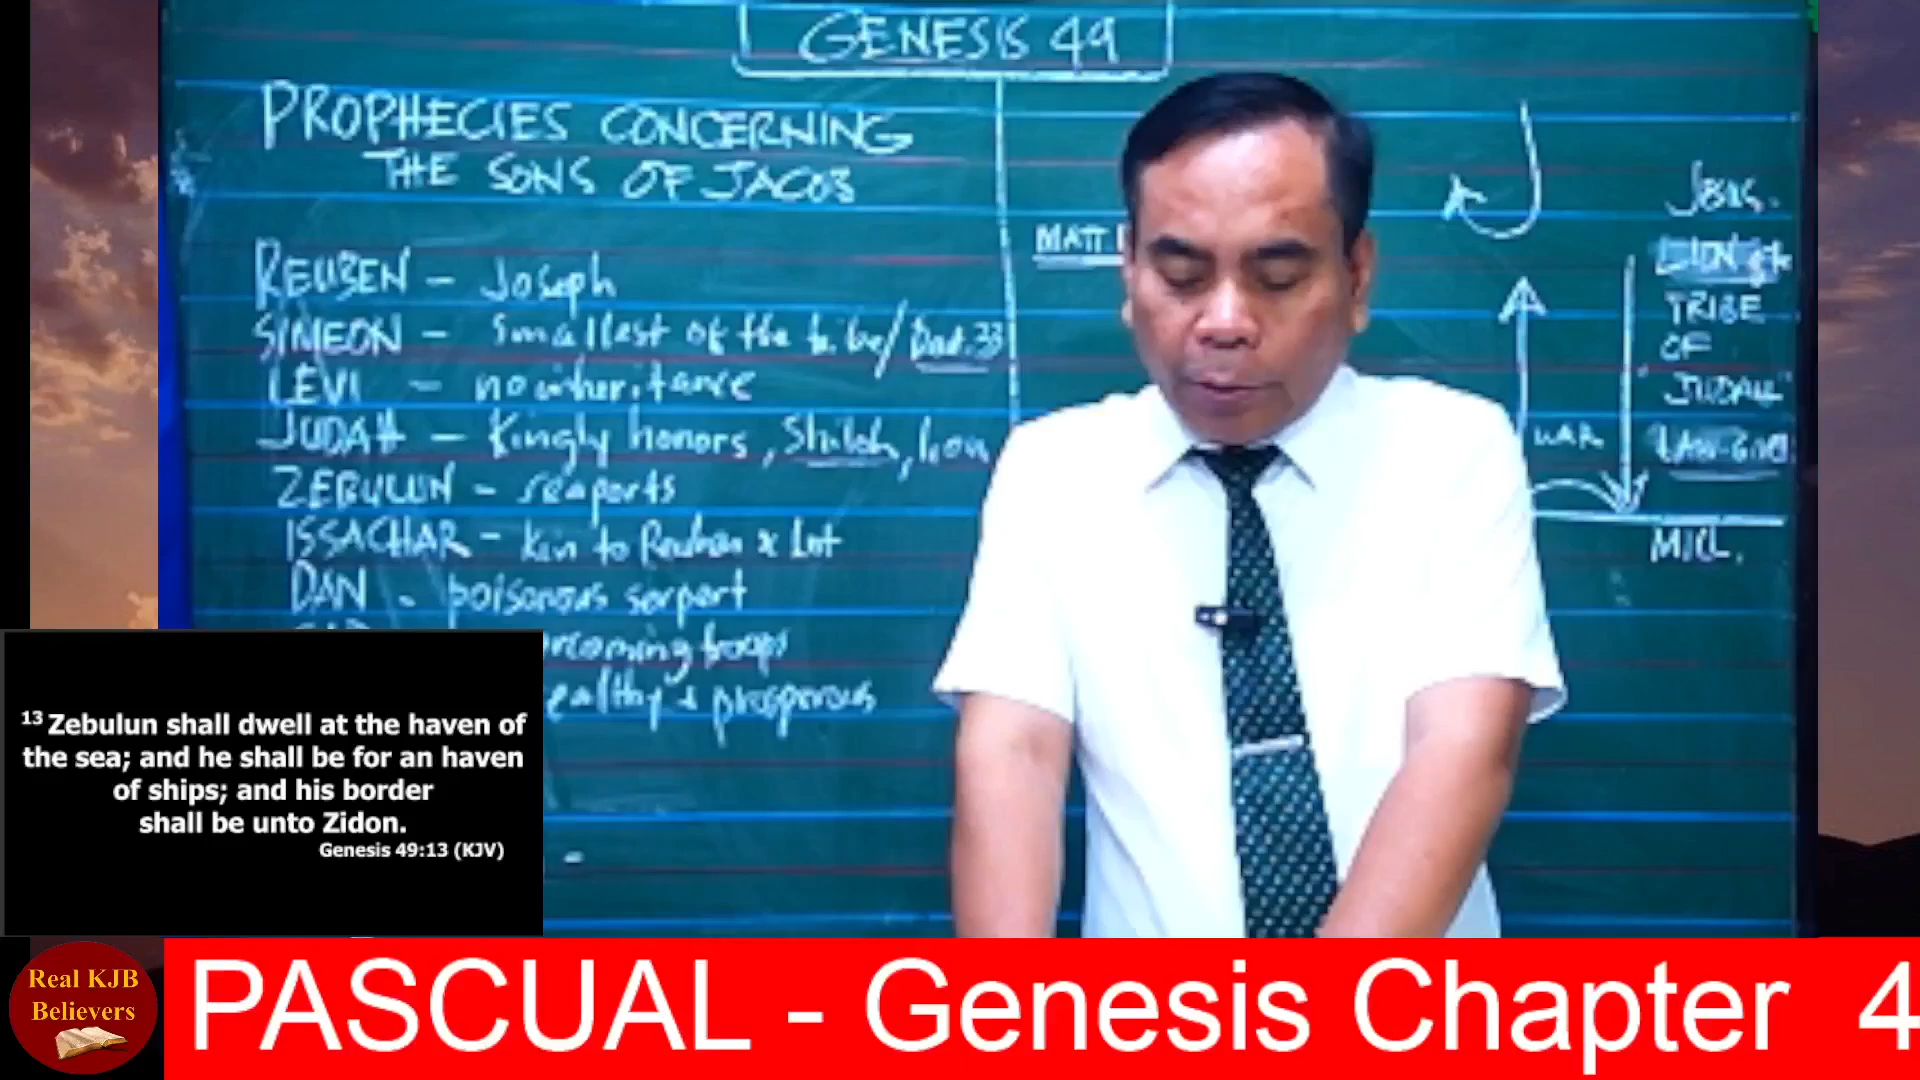 GENESIS 49
PROPHECIES CONCERNING
THE SONS OF JACOB
REUBEN - Joseph
SIMEON - Smallest of the tribe/
LEVI - no inheritance
JUDAH - Kingly honors, Shiloh, Lion
ZEBULUN - seaports
ISSACHAR - Kin to Reuben & Lot
DAN - poisonous serpent
troops
& prosperous
MATT.
Jesus.
LION of the
TRIBE
OF
"JUDAH"
WAR
MILL.
13 Zebulun shall dwell at the haven of
the sea; and he shall be for an haven
of ships; and his border
shall be unto Zidon.
Genesis 49:13 (KJV)
Real KJB
Believers
PASCUAL - Genesis Chapter 4